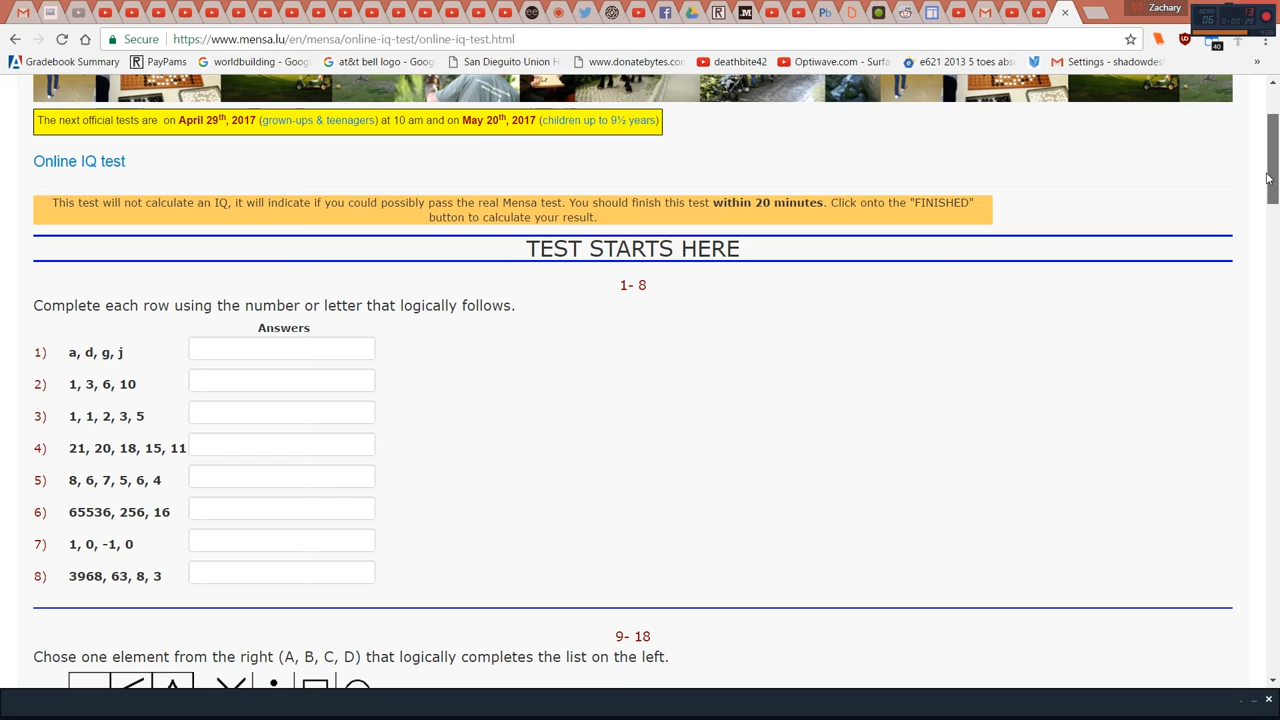 Zachary
Secure https://www.mensa.lu/en/mensa/online-iq-test/online-iq-test.html
40
Gradebook Summary PayPams worldbuilding - Goog at&t bell logo - Goog San Dieguito Union H www.donatebytes.con deathbite42 Optiwave.com - Surfa e621 2013 5 toes abs Settings - shadowdes »
The next official tests are on April 29th, 2017 (grown-ups & teenagers) at 10 am and on May 20th, 2017 (children up to 9½ years)
Online IQ test
This test will not calculate an IQ, it will indicate if you could possibly pass the real Mensa test. You should finish this test within 20 minutes. Click onto the "FINISHED"
button to calculate your result.
TEST STARTS HERE
1- 8
Complete each row using the number or letter that logically follows.
Answers
1) a, d, g, j
2) 1, 3, 6, 10
3) 1, 1, 2, 3, 5
4) 21, 20, 18, 15, 11
5) 8, 6, 7, 5, 6, 4
6) 65536, 256, 16
7) 1, 0, -1, 0
8) 3968, 63, 8, 3
9- 18
Chose one element from the right (A, B, C, D) that logically completes the list on the left.